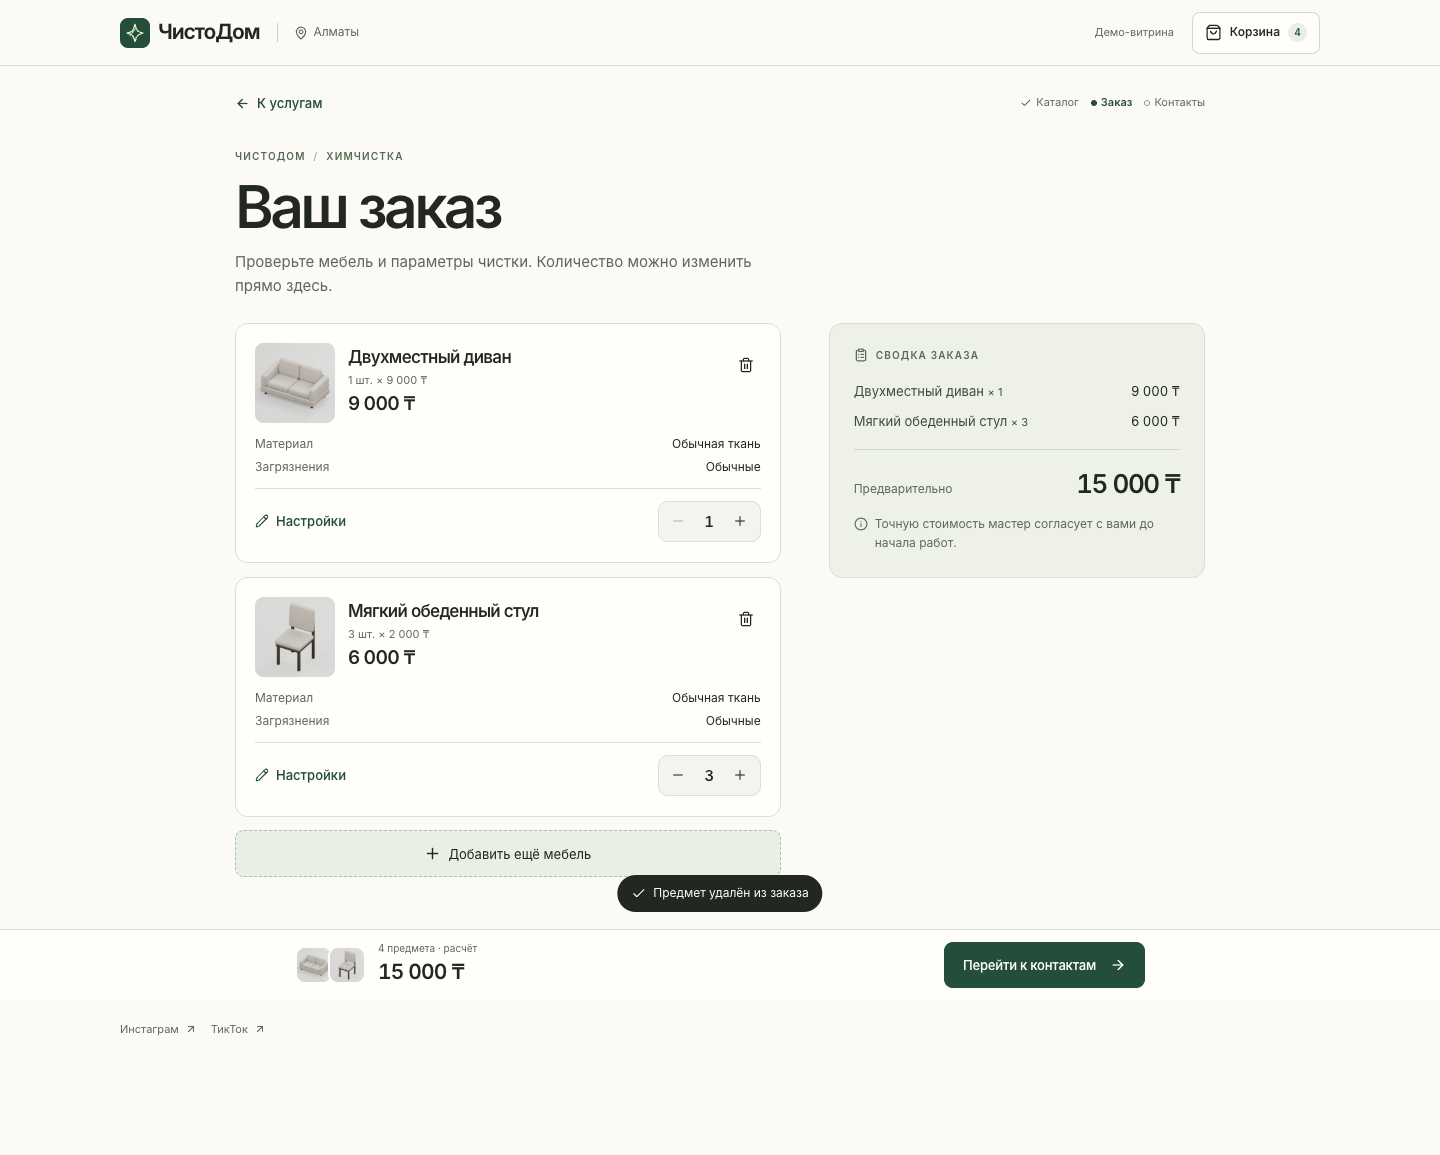 ЧистоДом
Алматы
Демо-витрина
Корзина 4
К услугам
Каталог Заказ Контакты
ЧИСТОДОМ / ХИМЧИСТКА
Ваш заказ
Проверьте мебель и параметры чистки. Количество можно изменить
прямо здесь.
Двухместный диван
1 шт. × 9 000 ₸
9 000 ₸
Материал Обычная ткань
Загрязнения Обычные
Настройки 1
Мягкий обеденный стул
3 шт. × 2 000 ₸
6 000 ₸
Материал Обычная ткань
Загрязнения Обычные
Настройки 3
Добавить ещё мебель
СВОДКА ЗАКАЗА
Двухместный диван × 1 9 000 ₸
Мягкий обеденный стул × 3 6 000 ₸
Предварительно 15 000 ₸
Точную стоимость мастер согласует с вами до
начала работ.
Предмет удалён из заказа
4 предмета · расчёт
15 000 ₸
Перейти к контактам
Инстаграм ТикТок